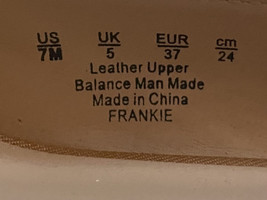 US UK EUR cm
7M 5 37 24
Leather Upper
Balance Man Made
Made in China
FRANKIE